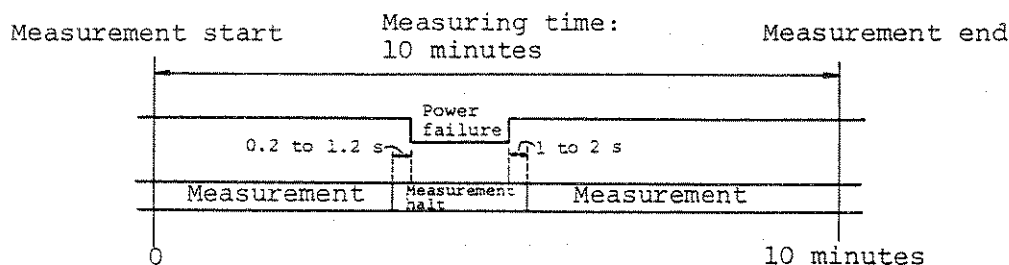 Measurement start
Measuring time:
10 minutes
Measurement end
Power
failure
0.2 to 1.2 s
1 to 2 s
Measurement
Measurement
halt
Measurement
0
10 minutes